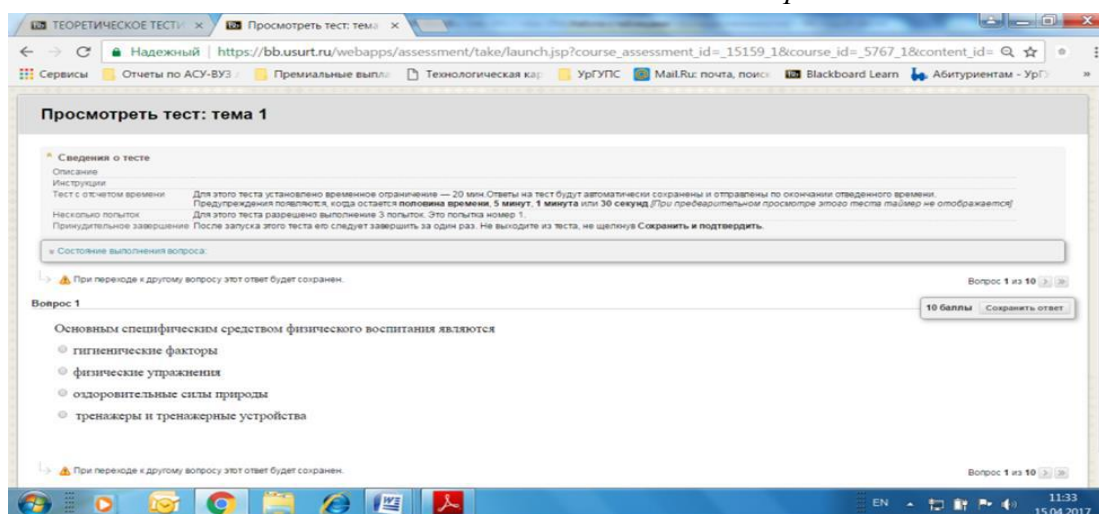 ТЕОРЕТИЧЕСКОЕ ТЕСТИ
Просмотреть тест: тема
Надежный https://bb.usurt.ru/webapps/assessment/take/launch.jsp?course_assessment_id=_15159_1&course_id=_5767_1&content_id=
Сервисы Отчеты по АСУ-ВУЗ Премиальные выпла Технологическая кар УрГУПС Mail.Ru: почта, поиск Blackboard Learn Абитуриентам - УрГ
Просмотреть тест: тема 1
Сведения о тесте
Описание
Инструкции
Тест с отсчетом времени Для этого теста установлено временное ограничение — 20 мин.Ответы на тест будут автоматически сохранены и отправлены по окончании отведенного времени.
Предупреждения появляются, когда остается половина времени, 5 минут, 1 минута или 30 секунд.[При предварительном просмотре этого теста таймер не отображается]
Несколько попыток Для этого теста разрешено выполнение 3 попыток. Это попытка номер 1.
Принудительное завершение После запуска этого теста его следует завершить за один раз. Не выходите из теста, не щелкнув Сохранить и подтвердить.
Состояние выполнения вопроса:
При переходе к другому вопросу этот ответ будет сохранен.
Вопрос 1 из 10
Вопрос 1
10 баллы Сохранить ответ
Основным специфическим средством физического воспитания являются
гигиенические факторы
физические упражнения
оздоровительные силы природы
тренажеры и тренажерные устройства
При переходе к другому вопросу этот ответ будет сохранен.
Вопрос 1 из 10
EN
11:33
15.04.2017